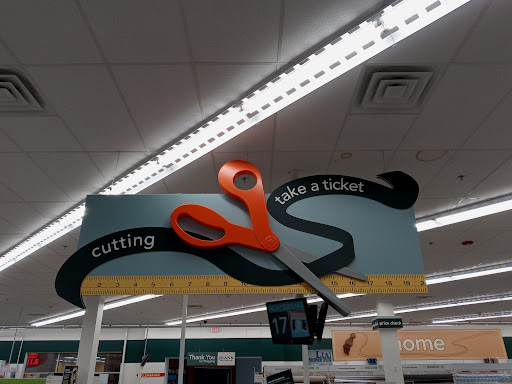 take a ticket
cutting
17
price check
home
Thank You